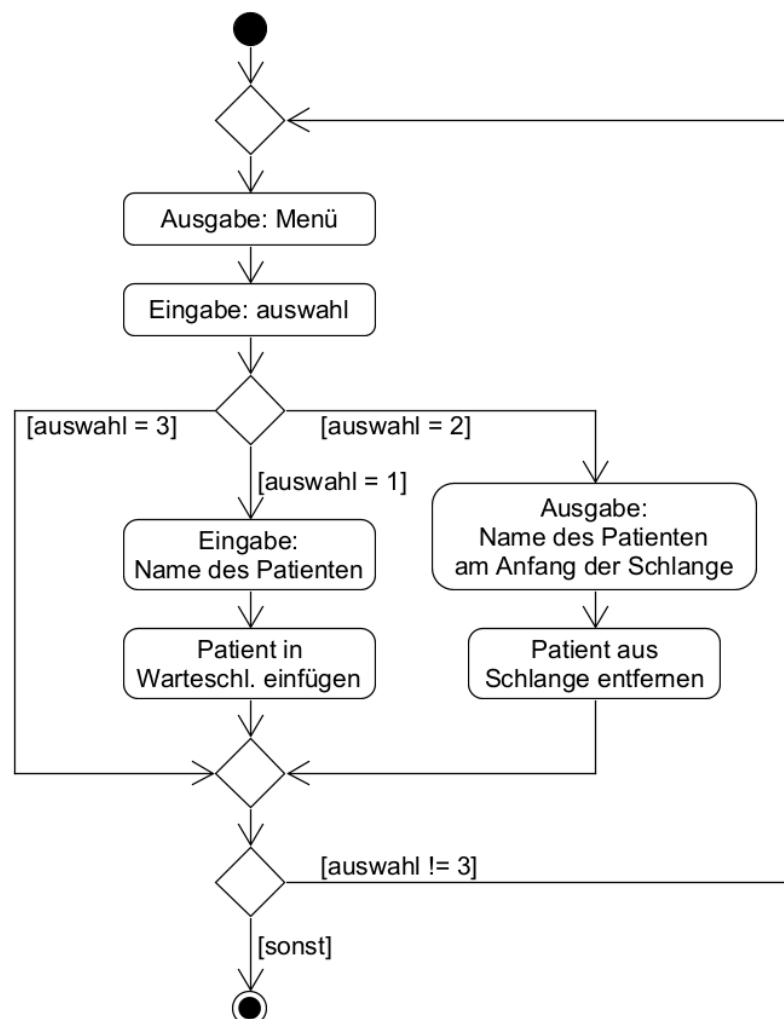 Ausgabe: Menü
Eingabe: auswahl
[auswahl = 3]
[auswahl = 2]
[auswahl = 1]
Eingabe:
Name des Patienten
Ausgabe:
Name des Patienten
am Anfang der Schlange
Patient in
Warteschl. einfügen
Patient aus
Schlange entfernen
[auswahl != 3]
[sonst]